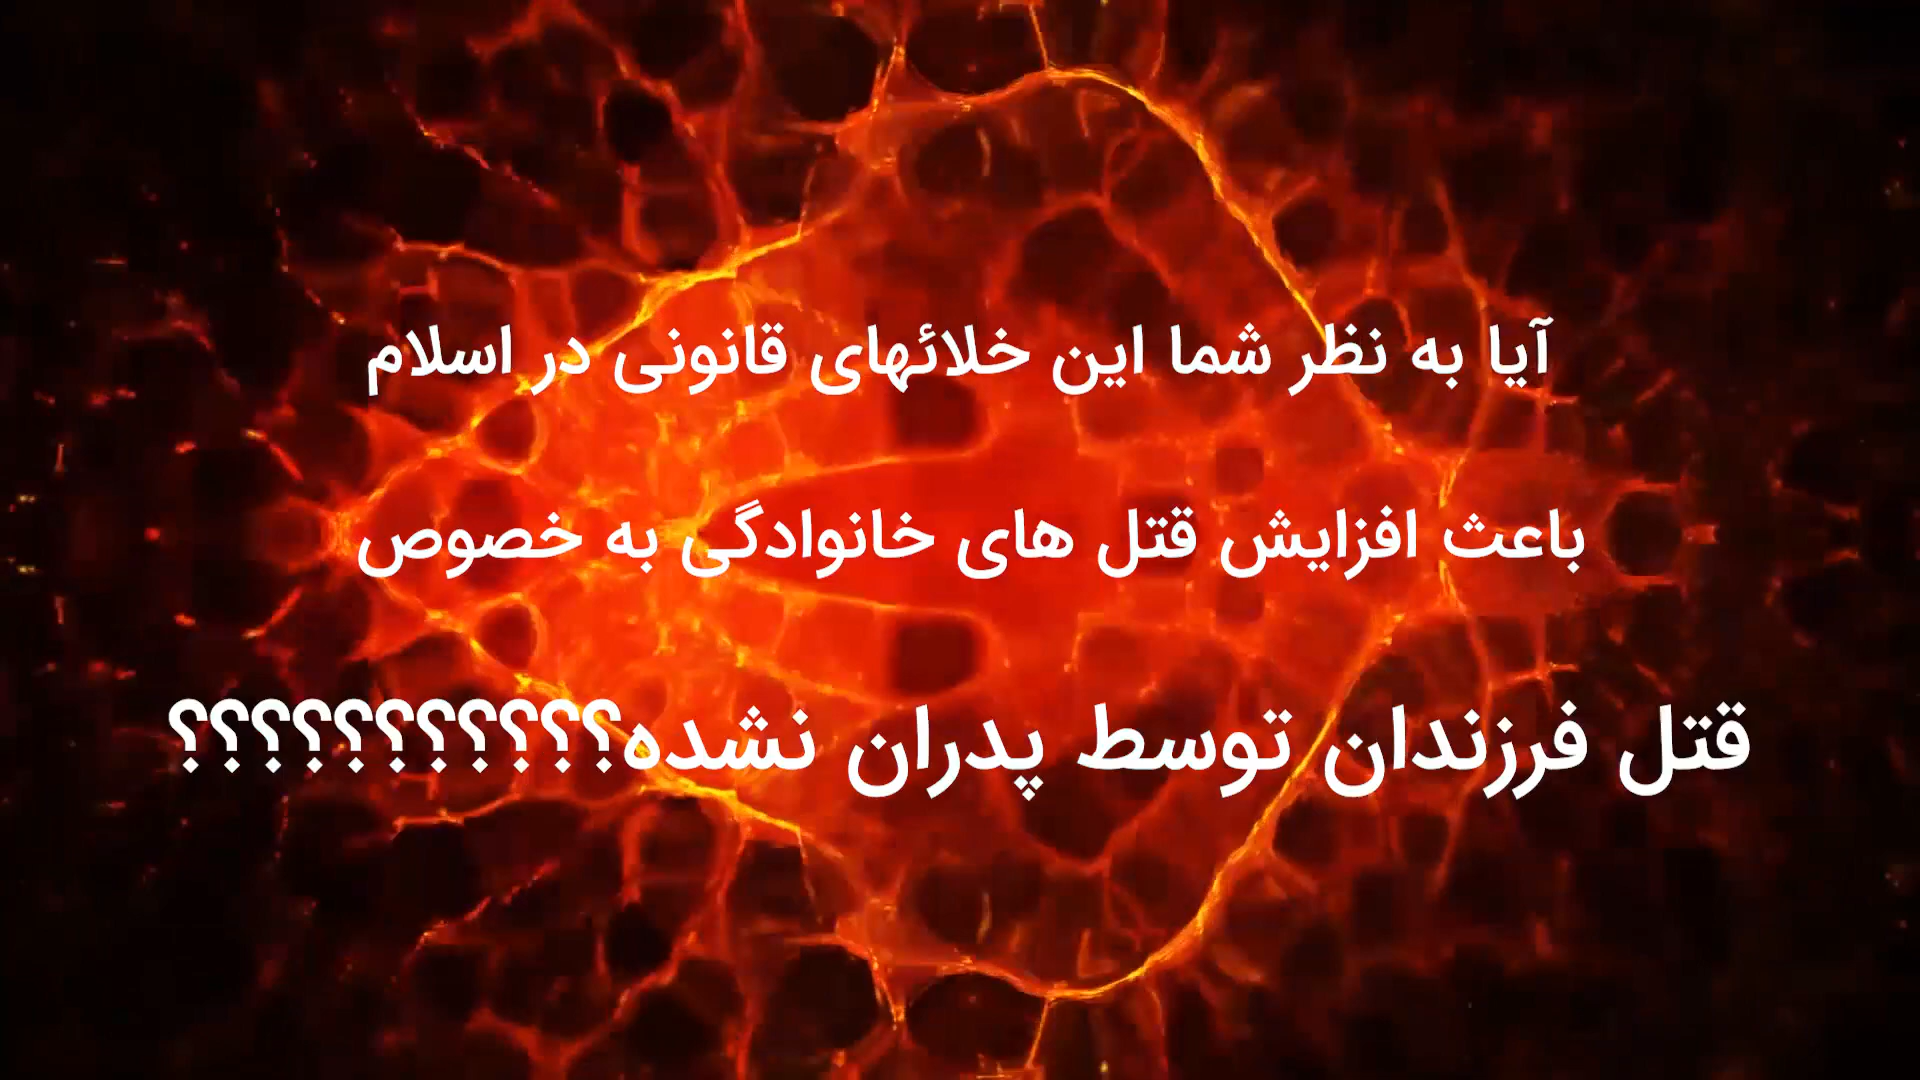 آیا به نظر شما این خلائهای قانونی در اسلام
باعث افزایش قتل های خانوادگی به خصوص
قتل فرزندان توسط پدران نشده؟؟؟؟؟؟؟؟؟؟؟